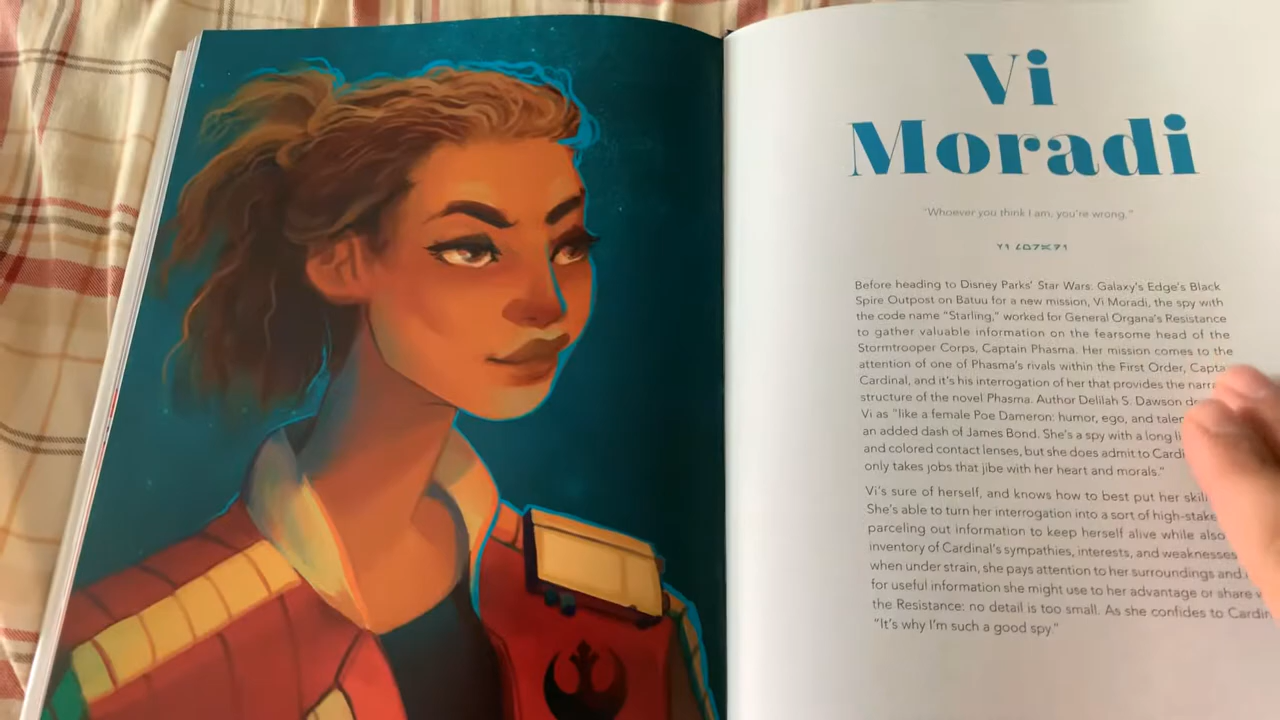 Vi
Moradi
"Whoever you think I am, you're wrong."
Before heading to Disney Parks' Star Wars: Galaxy's Edge's Black
Spire Outpost on Batuu for a new mission, Vi Moradi, the spy with
the code name "Starling," worked for General Organa's Resistance
to gather valuable information on the fearsome head of the
Stormtrooper Corps, Captain Phasma. Her mission comes to the
attention of one of Phasma's rivals within the First Order, Capta
Cardinal, and it's his interrogation of her that provides the narra
structure of the novel Phasma. Author Delilah S. Dawson
Vi as "like a female Poe Dameron: humor, ego, and
an added dash of James Bond. She's a spy with a long
and colored contact lenses, but she does admit to Cardi
only takes jobs that jibe with her heart and morals."
Vi's sure of herself, and knows how to best put her
She's able to turn her interrogation into a sort of high-stake
parceling out information to keep herself alive while also
inventory of Cardinal's sympathies, interests, and weaknesses
when under strain, she pays attention to her surroundings and
for useful information she might use to her advantage or share
the Resistance: no detail is too small. As she confides to Cardin
"It's why I'm such a good spy."